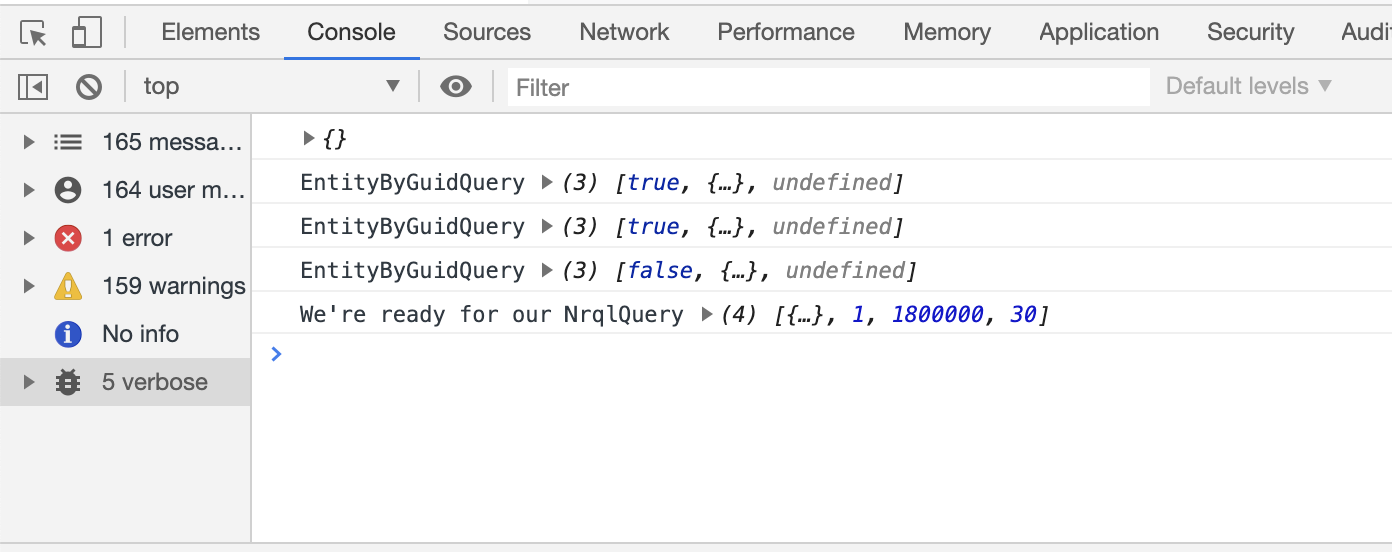 Elements Console Sources Network Performance Memory Application Security Audi
top Filter Default levels
165 messa...
164 user m...
1 error
159 warnings
No info
5 verbose
{}
EntityByGuidQuery (3) [true, {…}, undefined]
EntityByGuidQuery (3) [true, {…}, undefined]
EntityByGuidQuery (3) [false, {…}, undefined]
We're ready for our NrqlQuery (4) [{…}, 1, 1800000, 30]